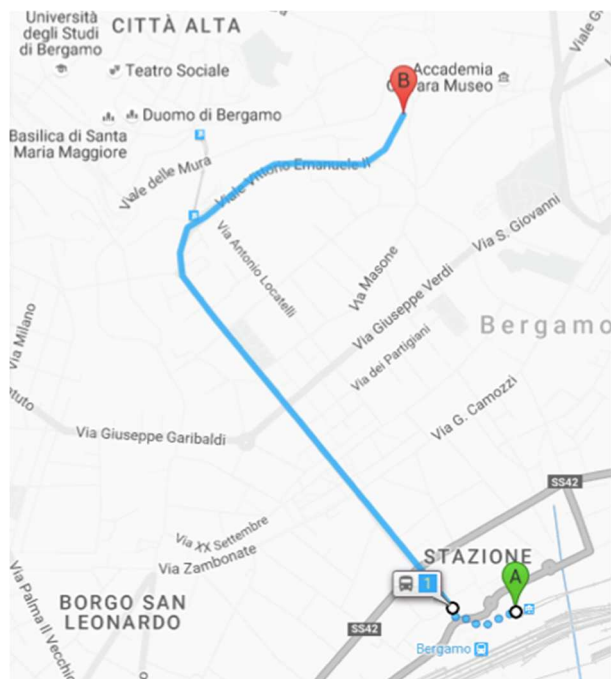 Università
degli Studi
di Bergamo
CITTÀ ALTA
Teatro Sociale
Duomo di Bergamo
Basilica di Santa
Maria Maggiore
Viale delle Mura
B
Accademia
ara Museo
Viale G
Viale Vittorio Emanuele II
Via Antonio Locatelli
Via S. Giovanni
Via Masone
Via Giuseppe Verdi
Bergamo
Via dei Partigiani
Via Milano
tatuto
Via Giuseppe Garibaldi
Via G. Camozzi
SS42
Via XX Settembre
Via Zambonate
STAZIONE
A
1
BORGO SAN
LEONARDO
Via Palma Il Vecchio
SS42
Bergamo